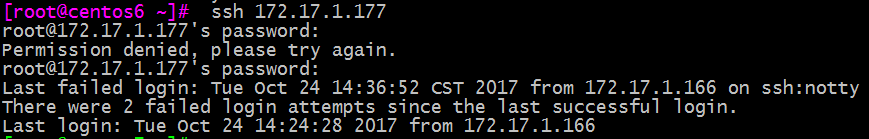 [root@centos6 ~]#  ssh 172.17.1.177
root@172.17.1.177's password:
Permission denied, please try again.
root@172.17.1.177's password:
Last failed login: Tue Oct 24 14:36:52 CST 2017 from 172.17.1.166 on ssh:notty
There were 2 failed login attempts since the last successful login.
Last login: Tue Oct 24 14:24:28 2017 from 172.17.1.166